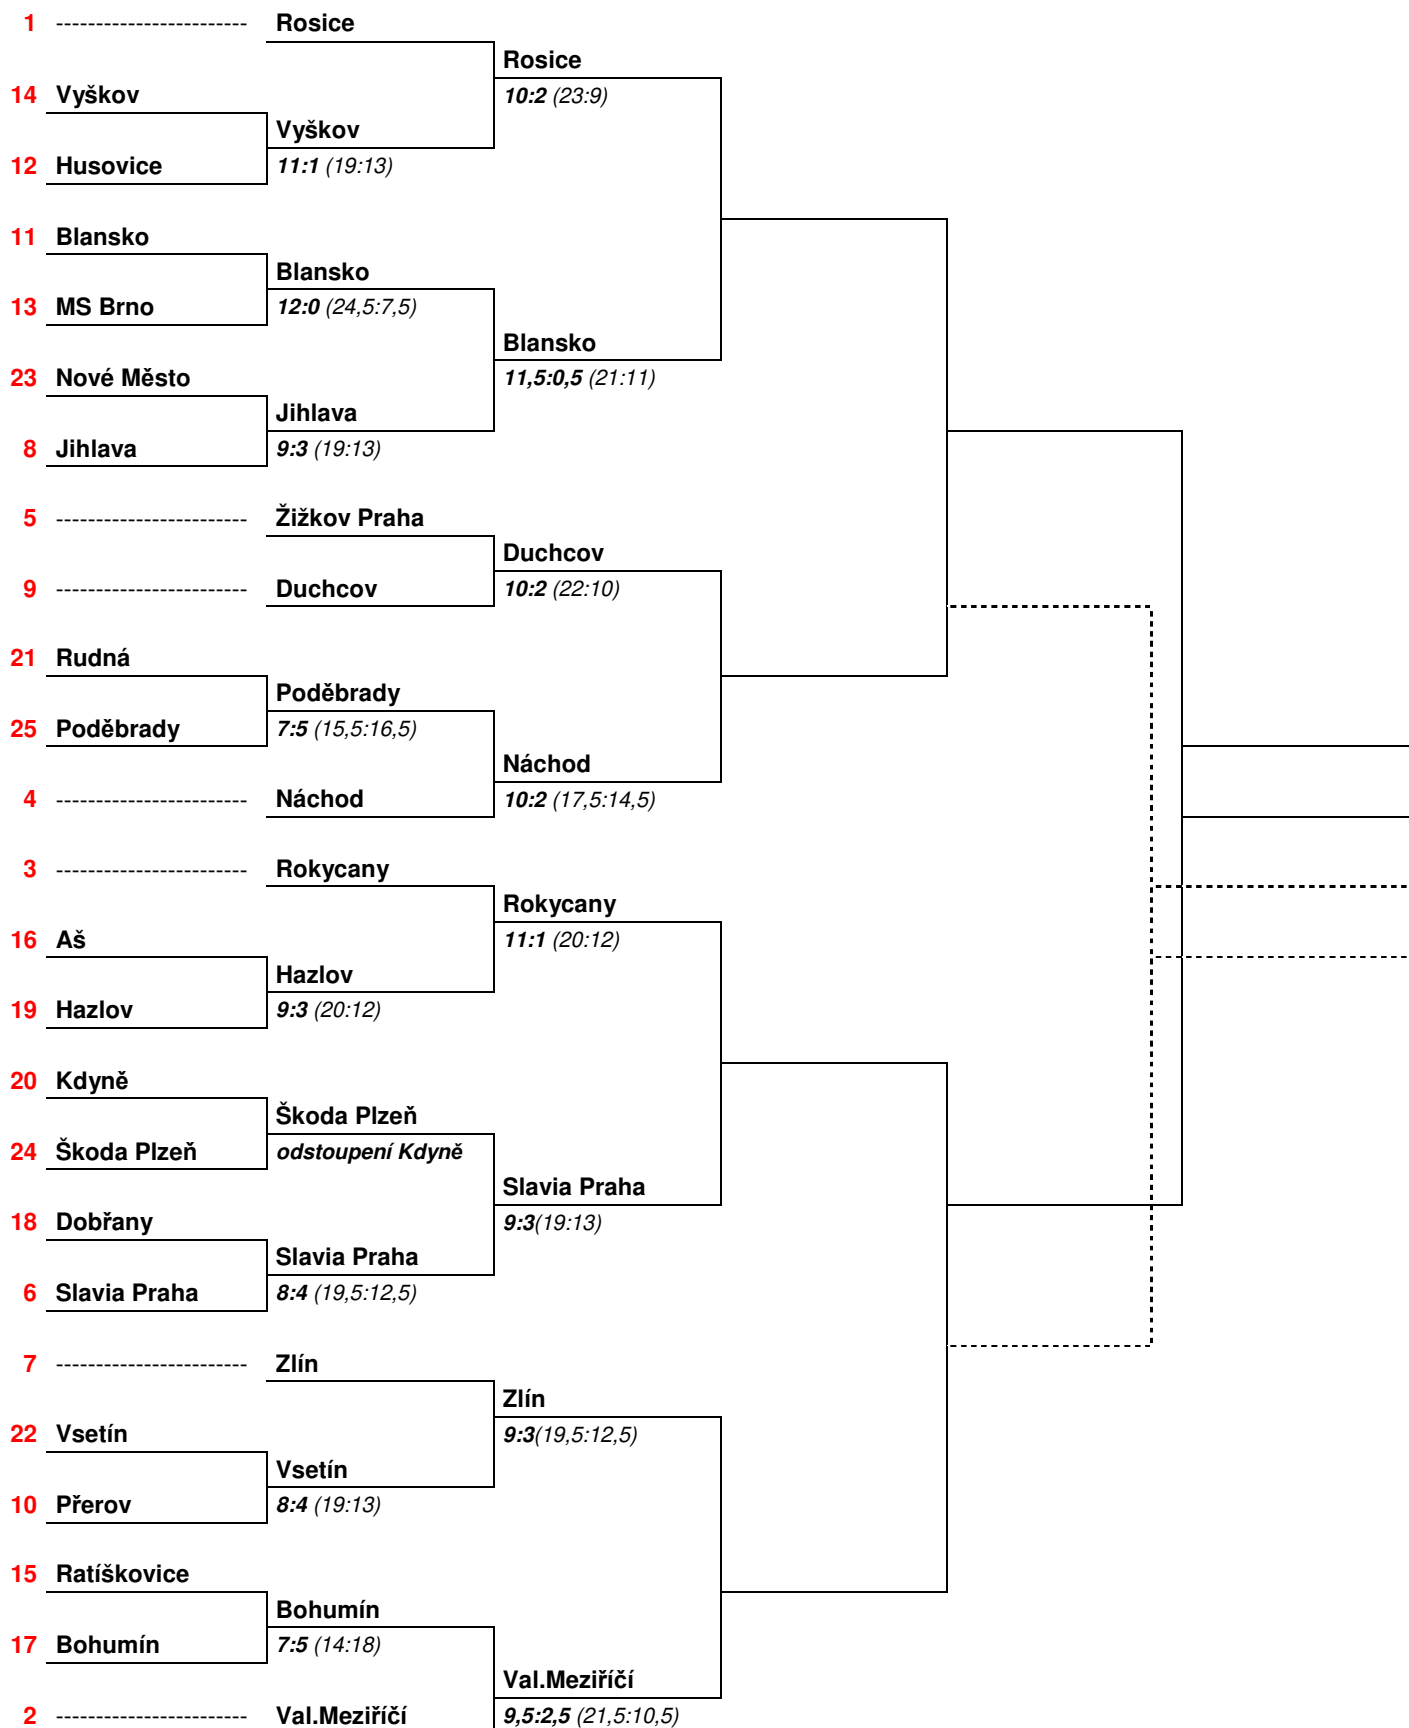 1 ------------------------ Rosice
Rosice
14 Vyškov
10:2 (23:9)
Vyškov
12 Husovice
11:1 (19:13)
11 Blansko
Blansko
13 MS Brno
12:0 (24,5:7,5)
Blansko
23 Nové Město
11,5:0,5 (21:11)
Jihlava
8 Jihlava
9:3 (19:13)
5 ------------------------ Žižkov Praha
Duchcov
9 ------------------------ Duchcov
10:2 (22:10)
21 Rudná
Poděbrady
25 Poděbrady
7:5 (15,5:16,5)
Náchod
4 ------------------------ Náchod
10:2 (17,5:14,5)
3 ------------------------ Rokycany
Rokycany
16 Aš
11:1 (20:12)
Hazlov
19 Hazlov
9:3 (20:12)
20 Kdyně
Škoda Plzeň
24 Škoda Plzeň
odstoupení Kdyně
Slavia Praha
18 Dobřany
9:3(19:13)
Slavia Praha
6 Slavia Praha
8:4 (19,5:12,5)
7 ------------------------ Zlín
Zlín
22 Vsetín
9:3(19,5:12,5)
Vsetín
10 Přerov
8:4 (19:13)
15 Ratíškovice
Bohumín
17 Bohumín
7:5 (14:18)
Val.Meziříčí
2 ------------------------ Val.Meziříčí
9,5:2,5 (21,5:10,5)